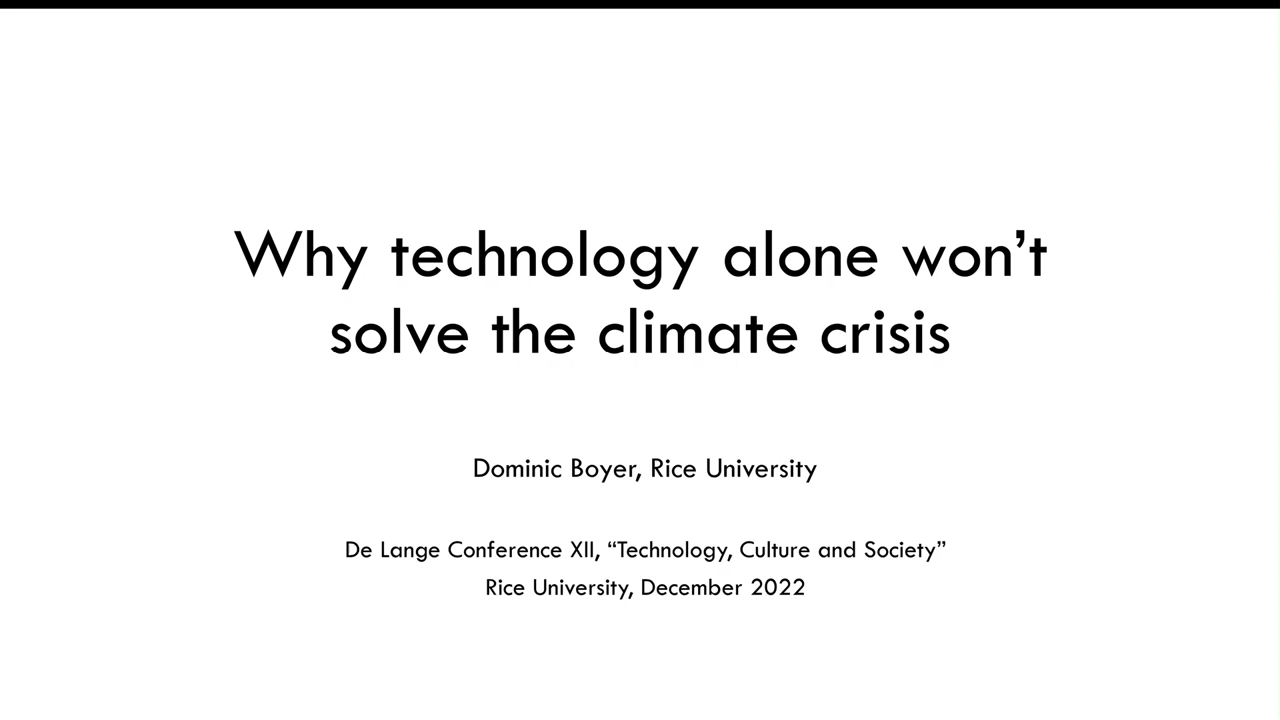 Why technology alone won’t
solve the climate crisis
Dominic Boyer, Rice University
De Lange Conference XII, “Technology, Culture and Society”
Rice University, December 2022